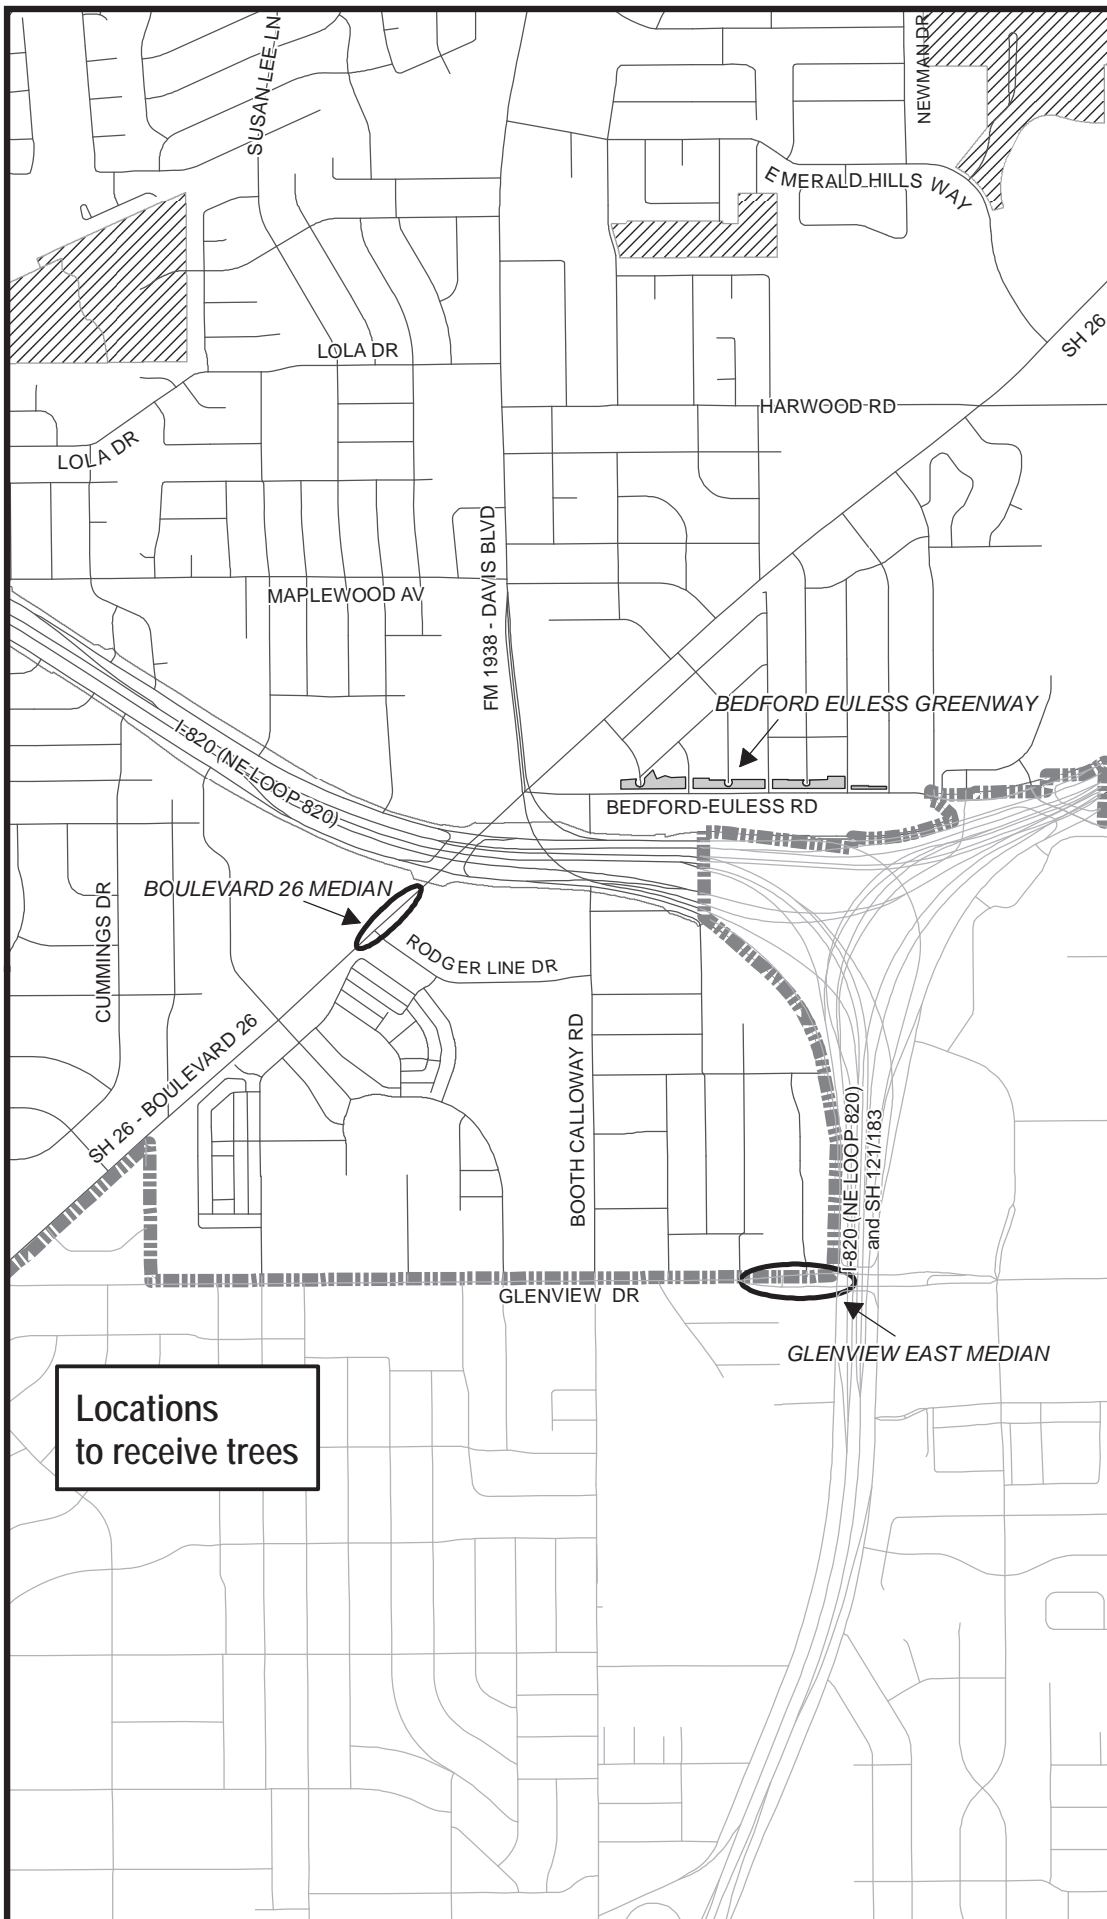 SUSAN LEE LN
NEWMAN DR
EMERALD HILLS WAY
SH 26
LOLA DR
HARWOOD RD
LOLA DR
FM 1938 - DAVIS BLVD
MAPLEWOOD AV
BEDFORD EULESS GREENWAY
I-820 (NE LOOP 820)
BEDFORD-EULESS RD
BOULEVARD 26 MEDIAN
CUMMINGS DR
RODGER LINE DR
SH 26 - BOULEVARD 26
BOOTH CALLOWAY RD
I-820 (NE LOOP 820)
and SH 121/183
GLENVIEW DR
GLENVIEW EAST MEDIAN
Locations
to receive trees